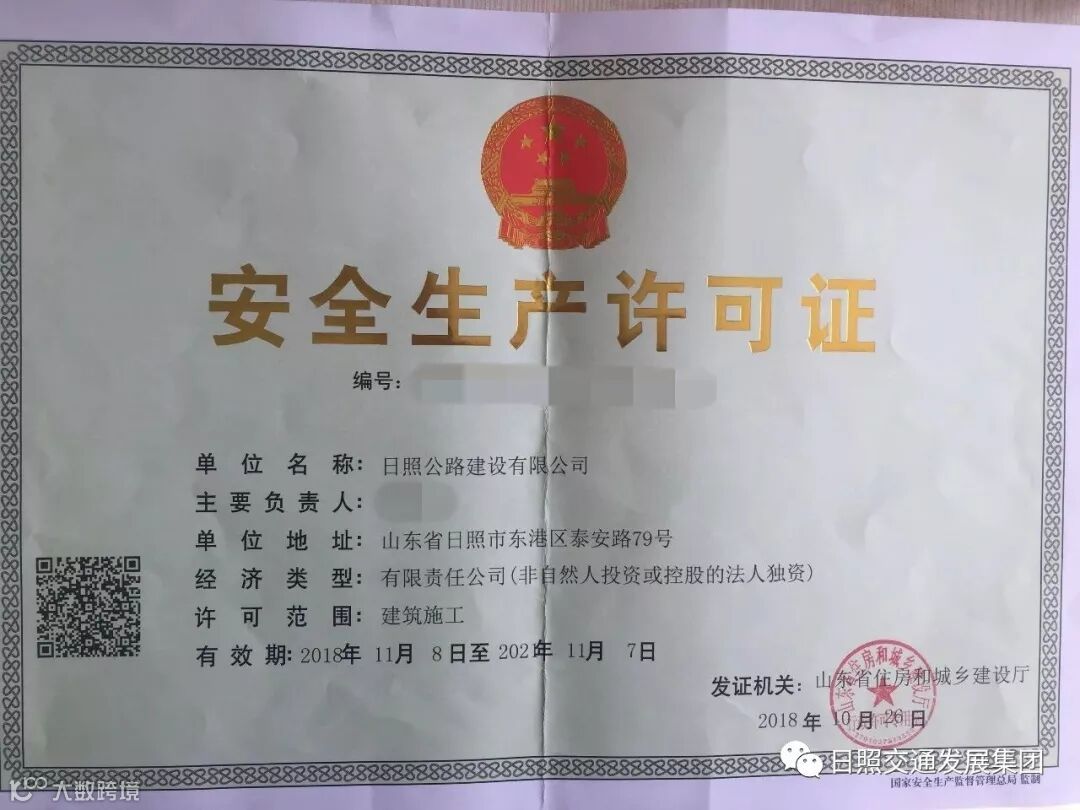 安全生产许可证
编号：
单位名称：日照公路建设有限公司
主要负责人：
单位地址：山东省日照市东港区泰安路79号
经济类型：有限责任公司(非自然人投资或控股的法人独资)
许可范围：建筑施工
有效期：2018年 11月 8日至2021年 11月 7日
发证机关：山东省住房和城乡建设厅
2018年10月26日
日照交通发展集团
国家安全生产监督管理总局 监制
大数跨境